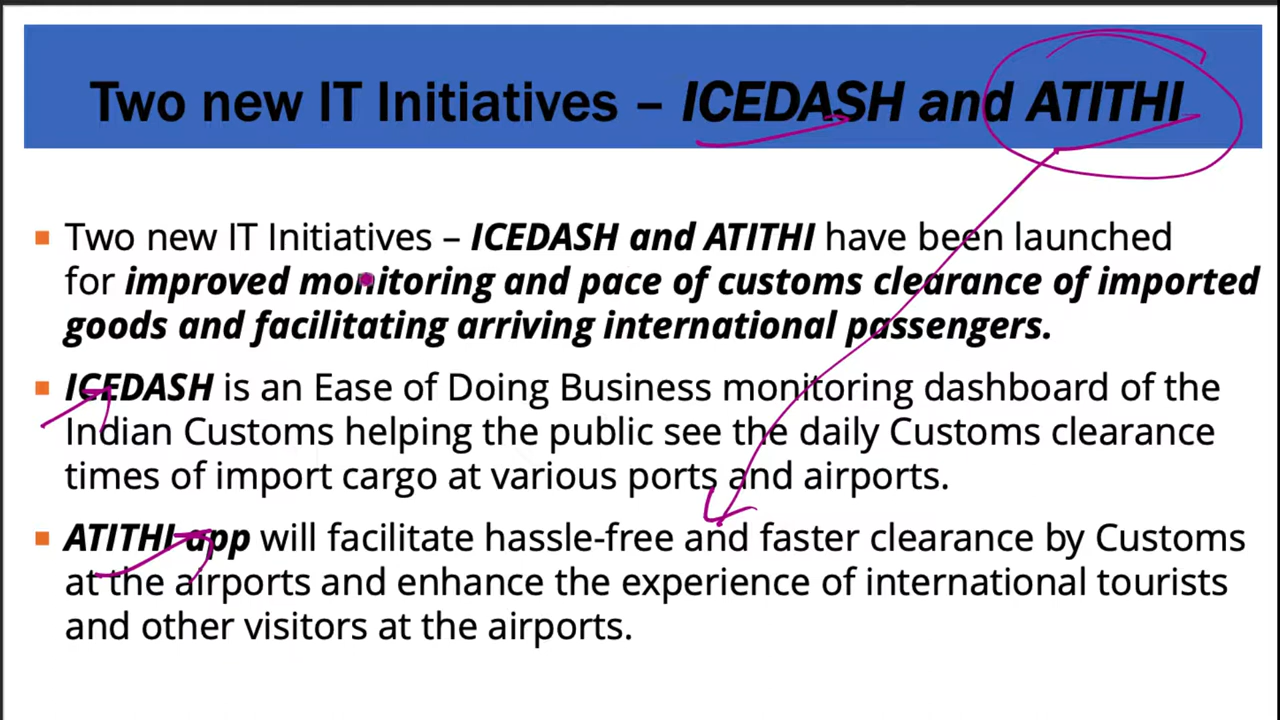 Two new IT Initiatives – ICEDASH and ATITHI
Two new IT Initiatives – ICEDASH and ATITHI have been launched
for improved monitoring and pace of customs clearance of imported
goods and facilitating arriving international passengers.
ICEDASH is an Ease of Doing Business monitoring dashboard of the
Indian Customs helping the public see the daily Customs clearance
times of import cargo at various ports and airports.
ATITHI app will facilitate hassle-free and faster clearance by Customs
at the airports and enhance the experience of international tourists
and other visitors at the airports.